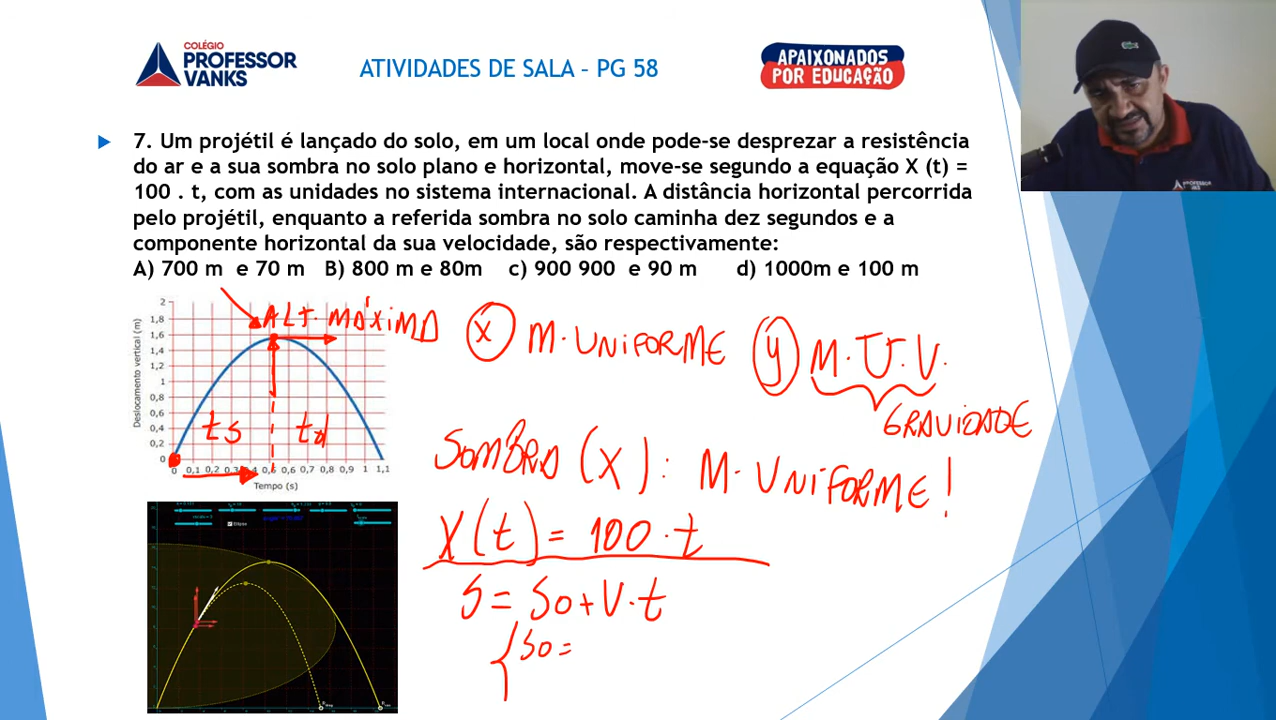 COLÉGIO
PROFESSOR
VANKS
ATIVIDADES DE SALA – PG 58
APAIXONADOS
POR EDUCAÇÃO
7. Um projétil é lançado do solo, em um local onde pode-se desprezar a resistência
do ar e a sua sombra no solo plano e horizontal, move-se segundo a equação X (t) =
100 . t, com as unidades no sistema internacional. A distância horizontal percorrida
pelo projétil, enquanto a referida sombra no solo caminha dez segundos e a
componente horizontal da sua velocidade, são respectivamente:
A) 700 m e 70 m B) 800 m e 80m c) 900 900 e 90 m d) 1000m e 100 m
ALT. MÁXIMA
X M. UNIFORME
y M.U.V.
GRAVIDADE
SOMBRA (X): M. UNIFORME!
X(t) = 100 . t
S = So + V. t
So =
Deslocamento vertical (m)
2
1,8
1,6
1,4
1,2
1
0,8
0,6
0,4
0,2
0
ts td
0 0,1 0,2 0,3 0,4 0,5 0,6 0,7 0,8 0,9 1 1,1
Tempo (s)